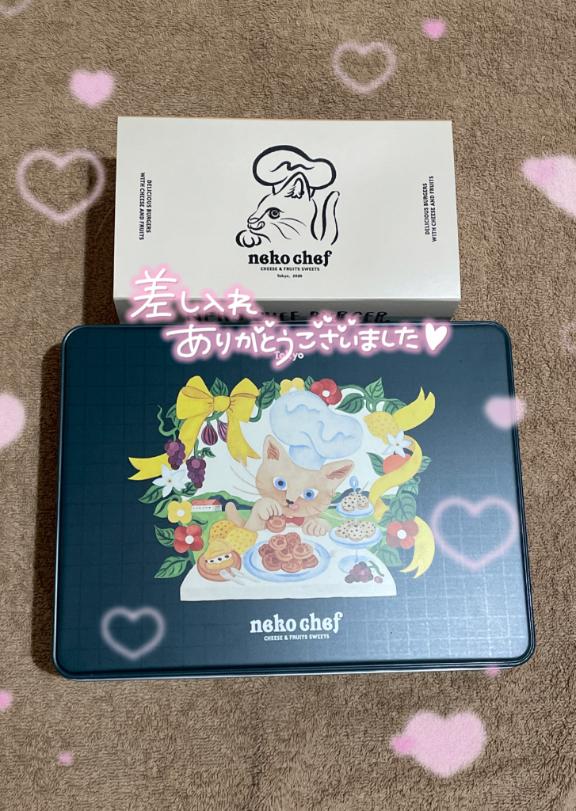 DELICIOUS BURGERS
WITH CHEESE AND FRUITS
DELICIOUS BURGERS
WITH CHEESE AND FRUITS
neko chef
CHEESE & FRUITS SWEETS
Tokyo, 2020
差し入れ
ありがとうございました
neko chef
CHEESE & FRUITS SWEETS